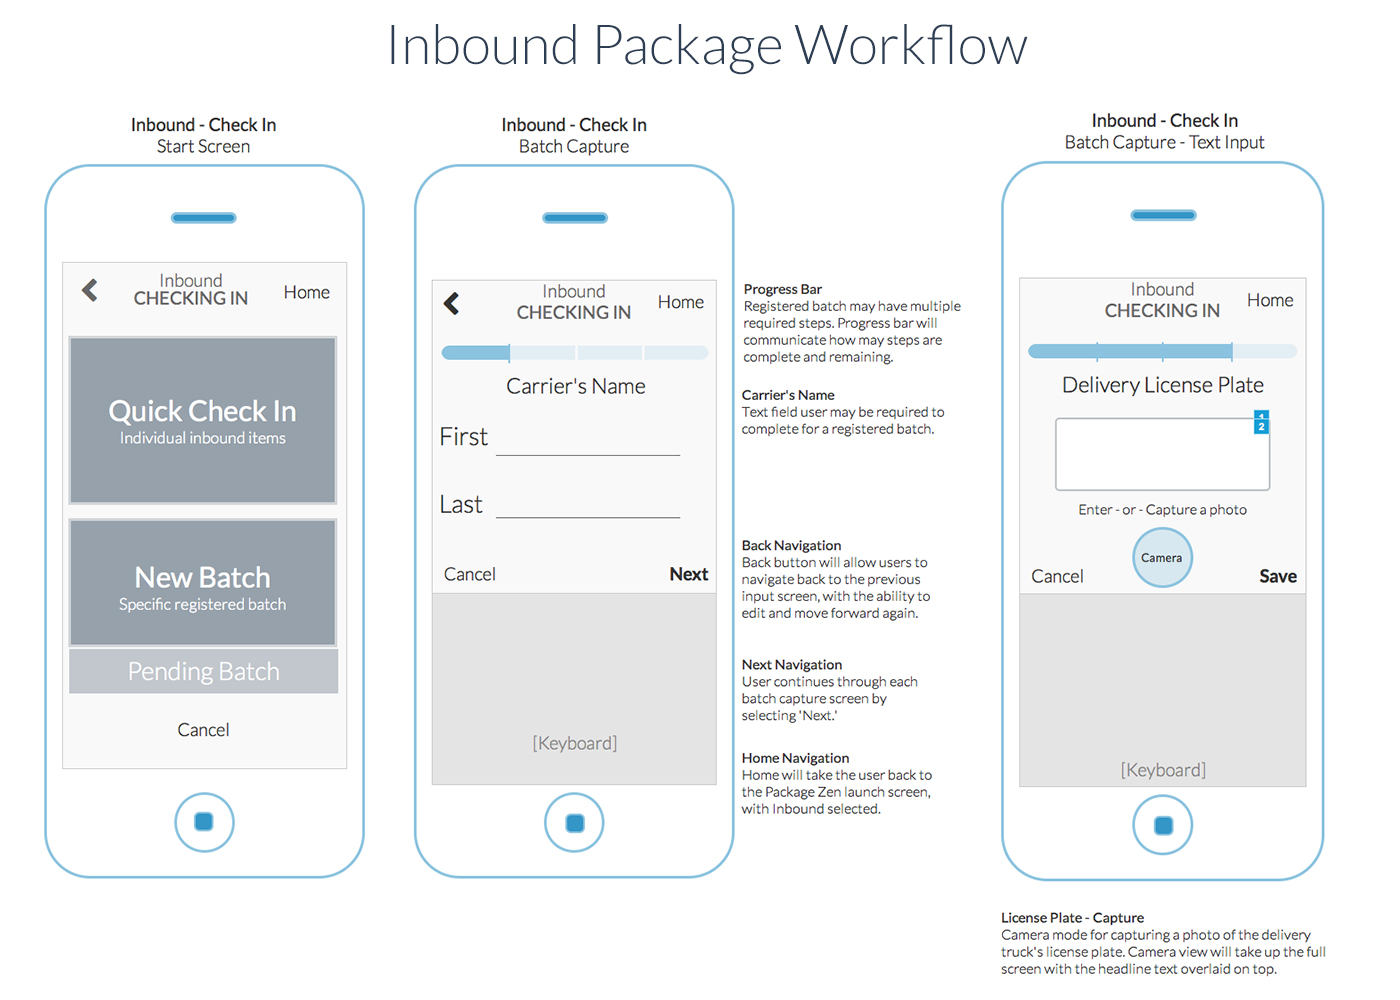 Inbound Package Workflow
Inbound - Check In
Start Screen
Inbound
CHECKING IN
Home
Quick Check In
Individual inbound items
New Batch
Specific registered batch
Pending Batch
Cancel
Inbound - Check In
Batch Capture
Inbound
CHECKING IN
Home
Carrier's Name
First
Last
Cancel
Next
[Keyboard]
Progress Bar
Registered batch may have multiple
required steps. Progress bar will
communicate how may steps are
complete and remaining.
Carrier's Name
Text field user may be required to
complete for a registered batch.
Back Navigation
Back button will allow users to
navigate back to the previous
input screen, with the ability to
edit and move forward again.
Next Navigation
User continues through each
batch capture screen by
selecting 'Next.'
Home Navigation
Home will take the user back to
the Package Zen launch screen,
with Inbound selected.
Inbound - Check In
Batch Capture - Text Input
Inbound
CHECKING IN
Home
Delivery License Plate
1
2
Enter - or - Capture a photo
Camera
Cancel
Save
[Keyboard]
License Plate - Capture
Camera mode for capturing a photo of the delivery
truck's license plate. Camera view will take up the full
screen with the headline text overlaid on top.